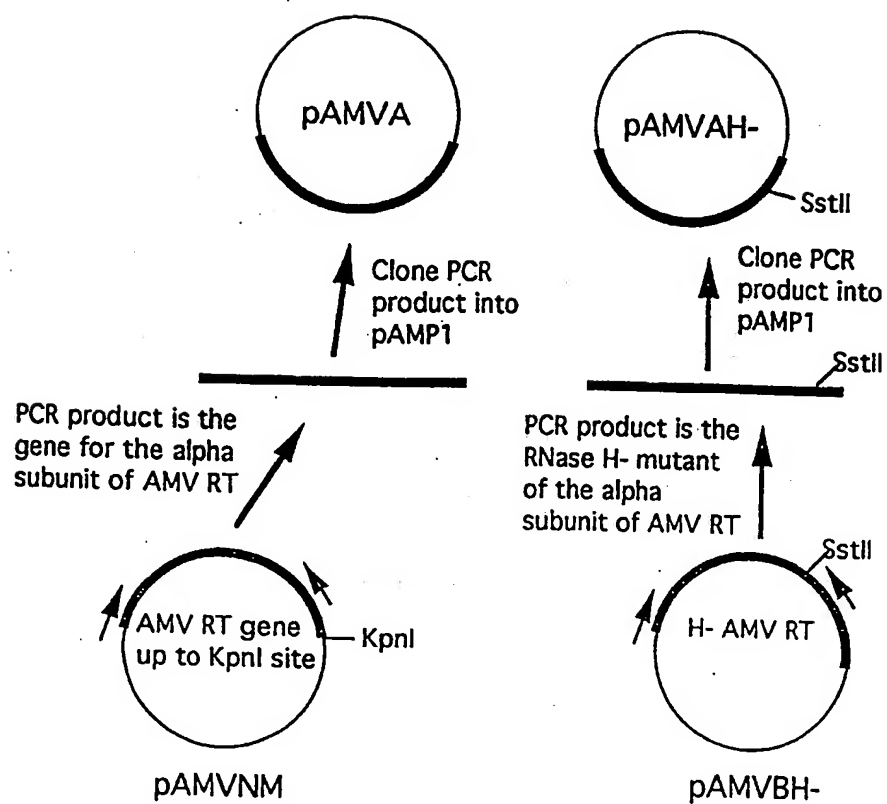 pAMVA
pAMVAH-
SstII
Clone PCR
product into
pAMP1
Clone PCR
product into
pAMP1
SstII
PCR product is the
gene for the alpha
subunit of AMV RT
PCR product is the
RNase H- mutant
of the alpha
subunit of AMV RT
SstII
AMV RT gene
up to KpnI site
KpnI
H- AMV RT
pAMVNM
pAMVBH-